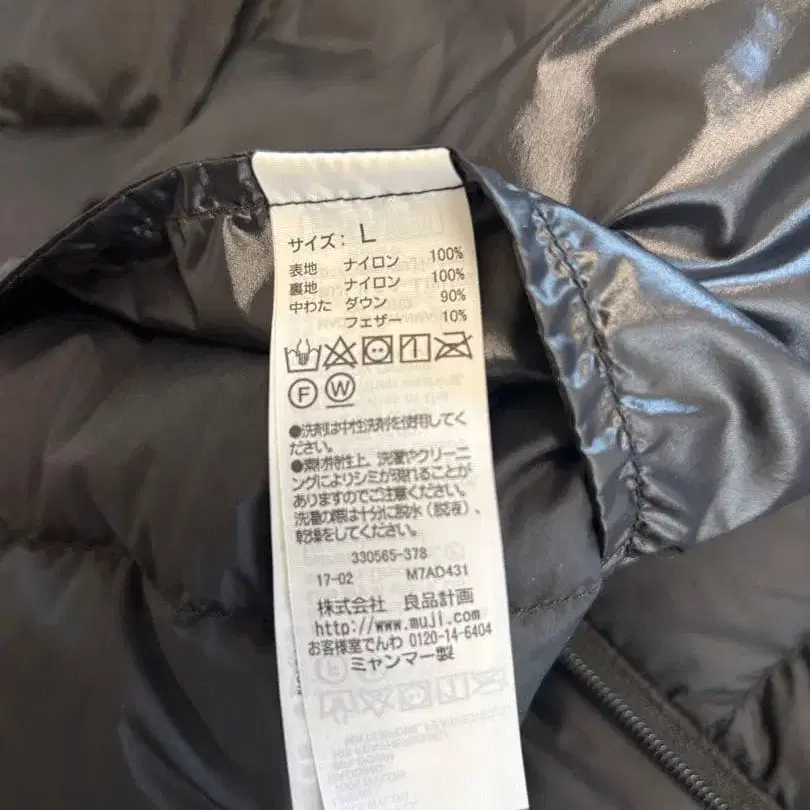 サイズ: L
表地 ナイロン 100%
裏地 ナイロン 100%
中わた ダウン 90%
フェザー 10%
F W
●洗剤は中性洗剤を使用してく
ださい。
●素材特性上、洗濯やクリーニ
ングによりシミが現れることが
ありますのでご注意ください。
洗濯の際は十分に脱水（脱液）、
乾燥をしてください。
330565-378
17-02 M7AD431
株式会社 良品計画
http://www.muji.com
お客様室でんわ 0120-14-6404
ミャンマー製